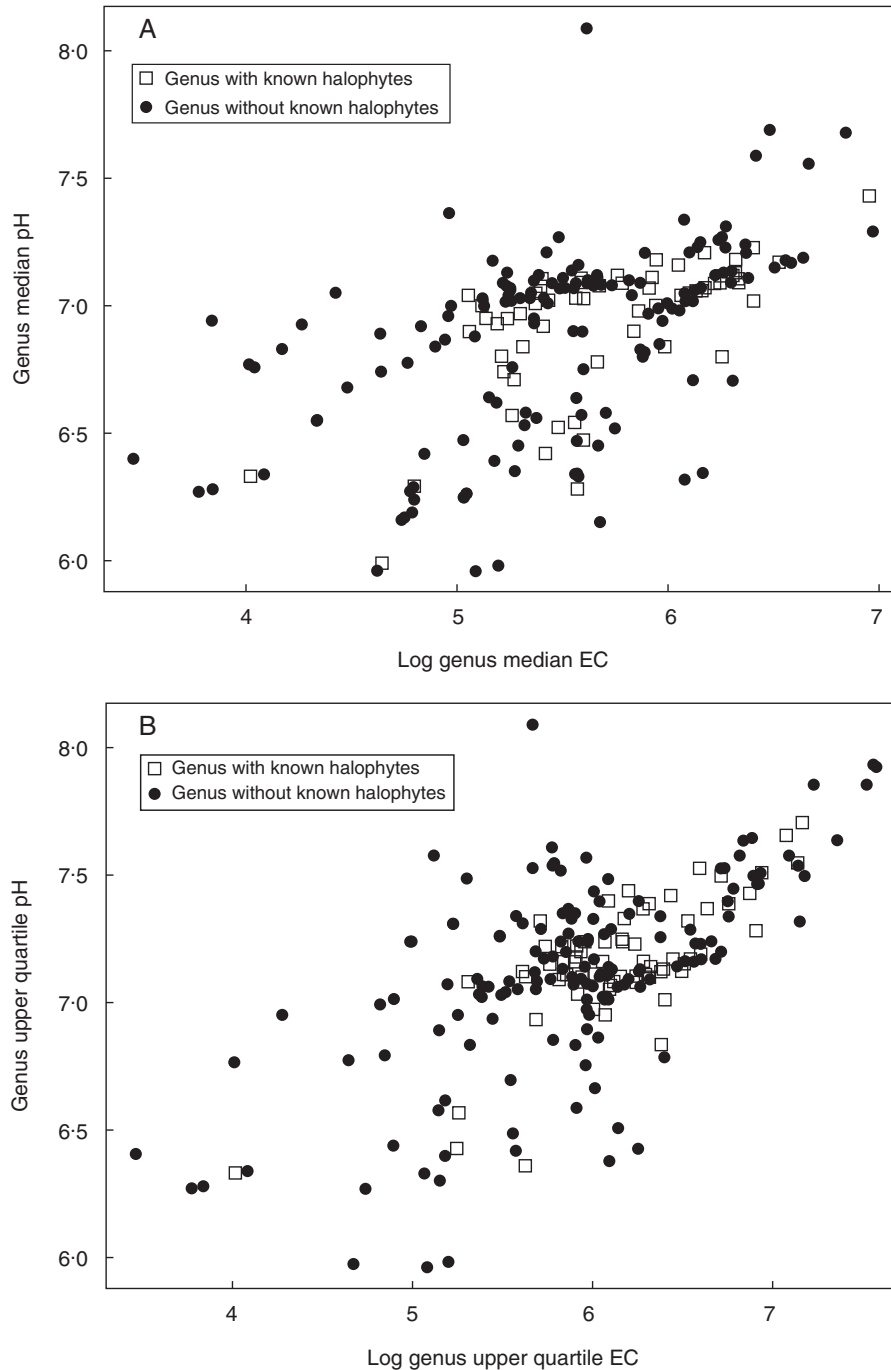 A
Genus with known halophytes
Genus without known halophytes
8·0
7·5
7·0
6·5
6·0
Genus median pH
4 5 6 7
Log genus median EC
B
Genus with known halophytes
Genus without known halophytes
8·0
7·5
7·0
6·5
6·0
Genus upper quartile pH
4 5 6 7
Log genus upper quartile EC